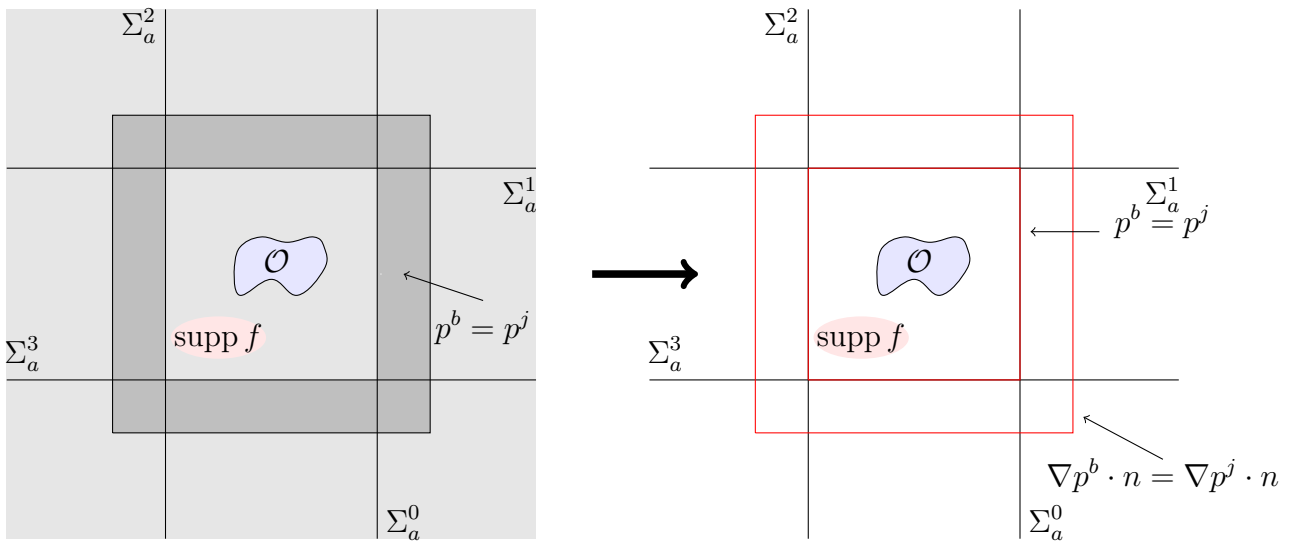 Σ_a^2
Σ_a^1
𝒪
supp f
p^b = p^j
Σ_a^3
Σ_a^0
Σ_a^2
Σ_a^1
p^b = p^j
𝒪
supp f
Σ_a^3
∇p^b · n = ∇p^j · n
Σ_a^0